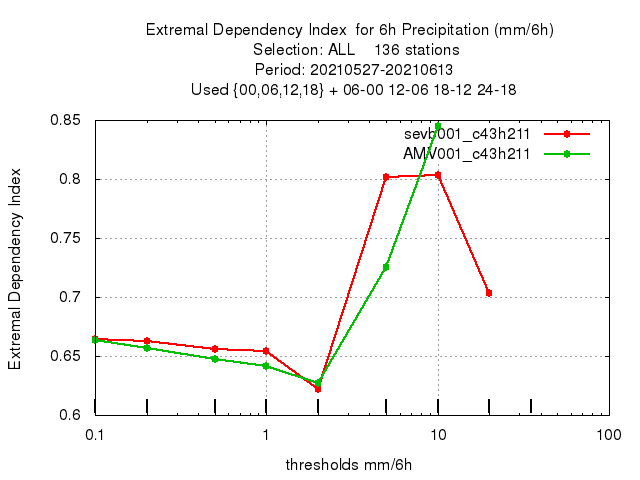 Extremal Dependency Index  for 6h Precipitation (mm/6h)
Selection: ALL    136 stations
Period: 20210527-20210613
Used {00,06,12,18} + 06-00 12-06 18-12 24-18
sevb001_c43h211
AMV001_c43h211
0.85
0.8
0.75
0.7
0.65
0.6
Extremal Dependency Index
0.1 1 10 100
thresholds mm/6h